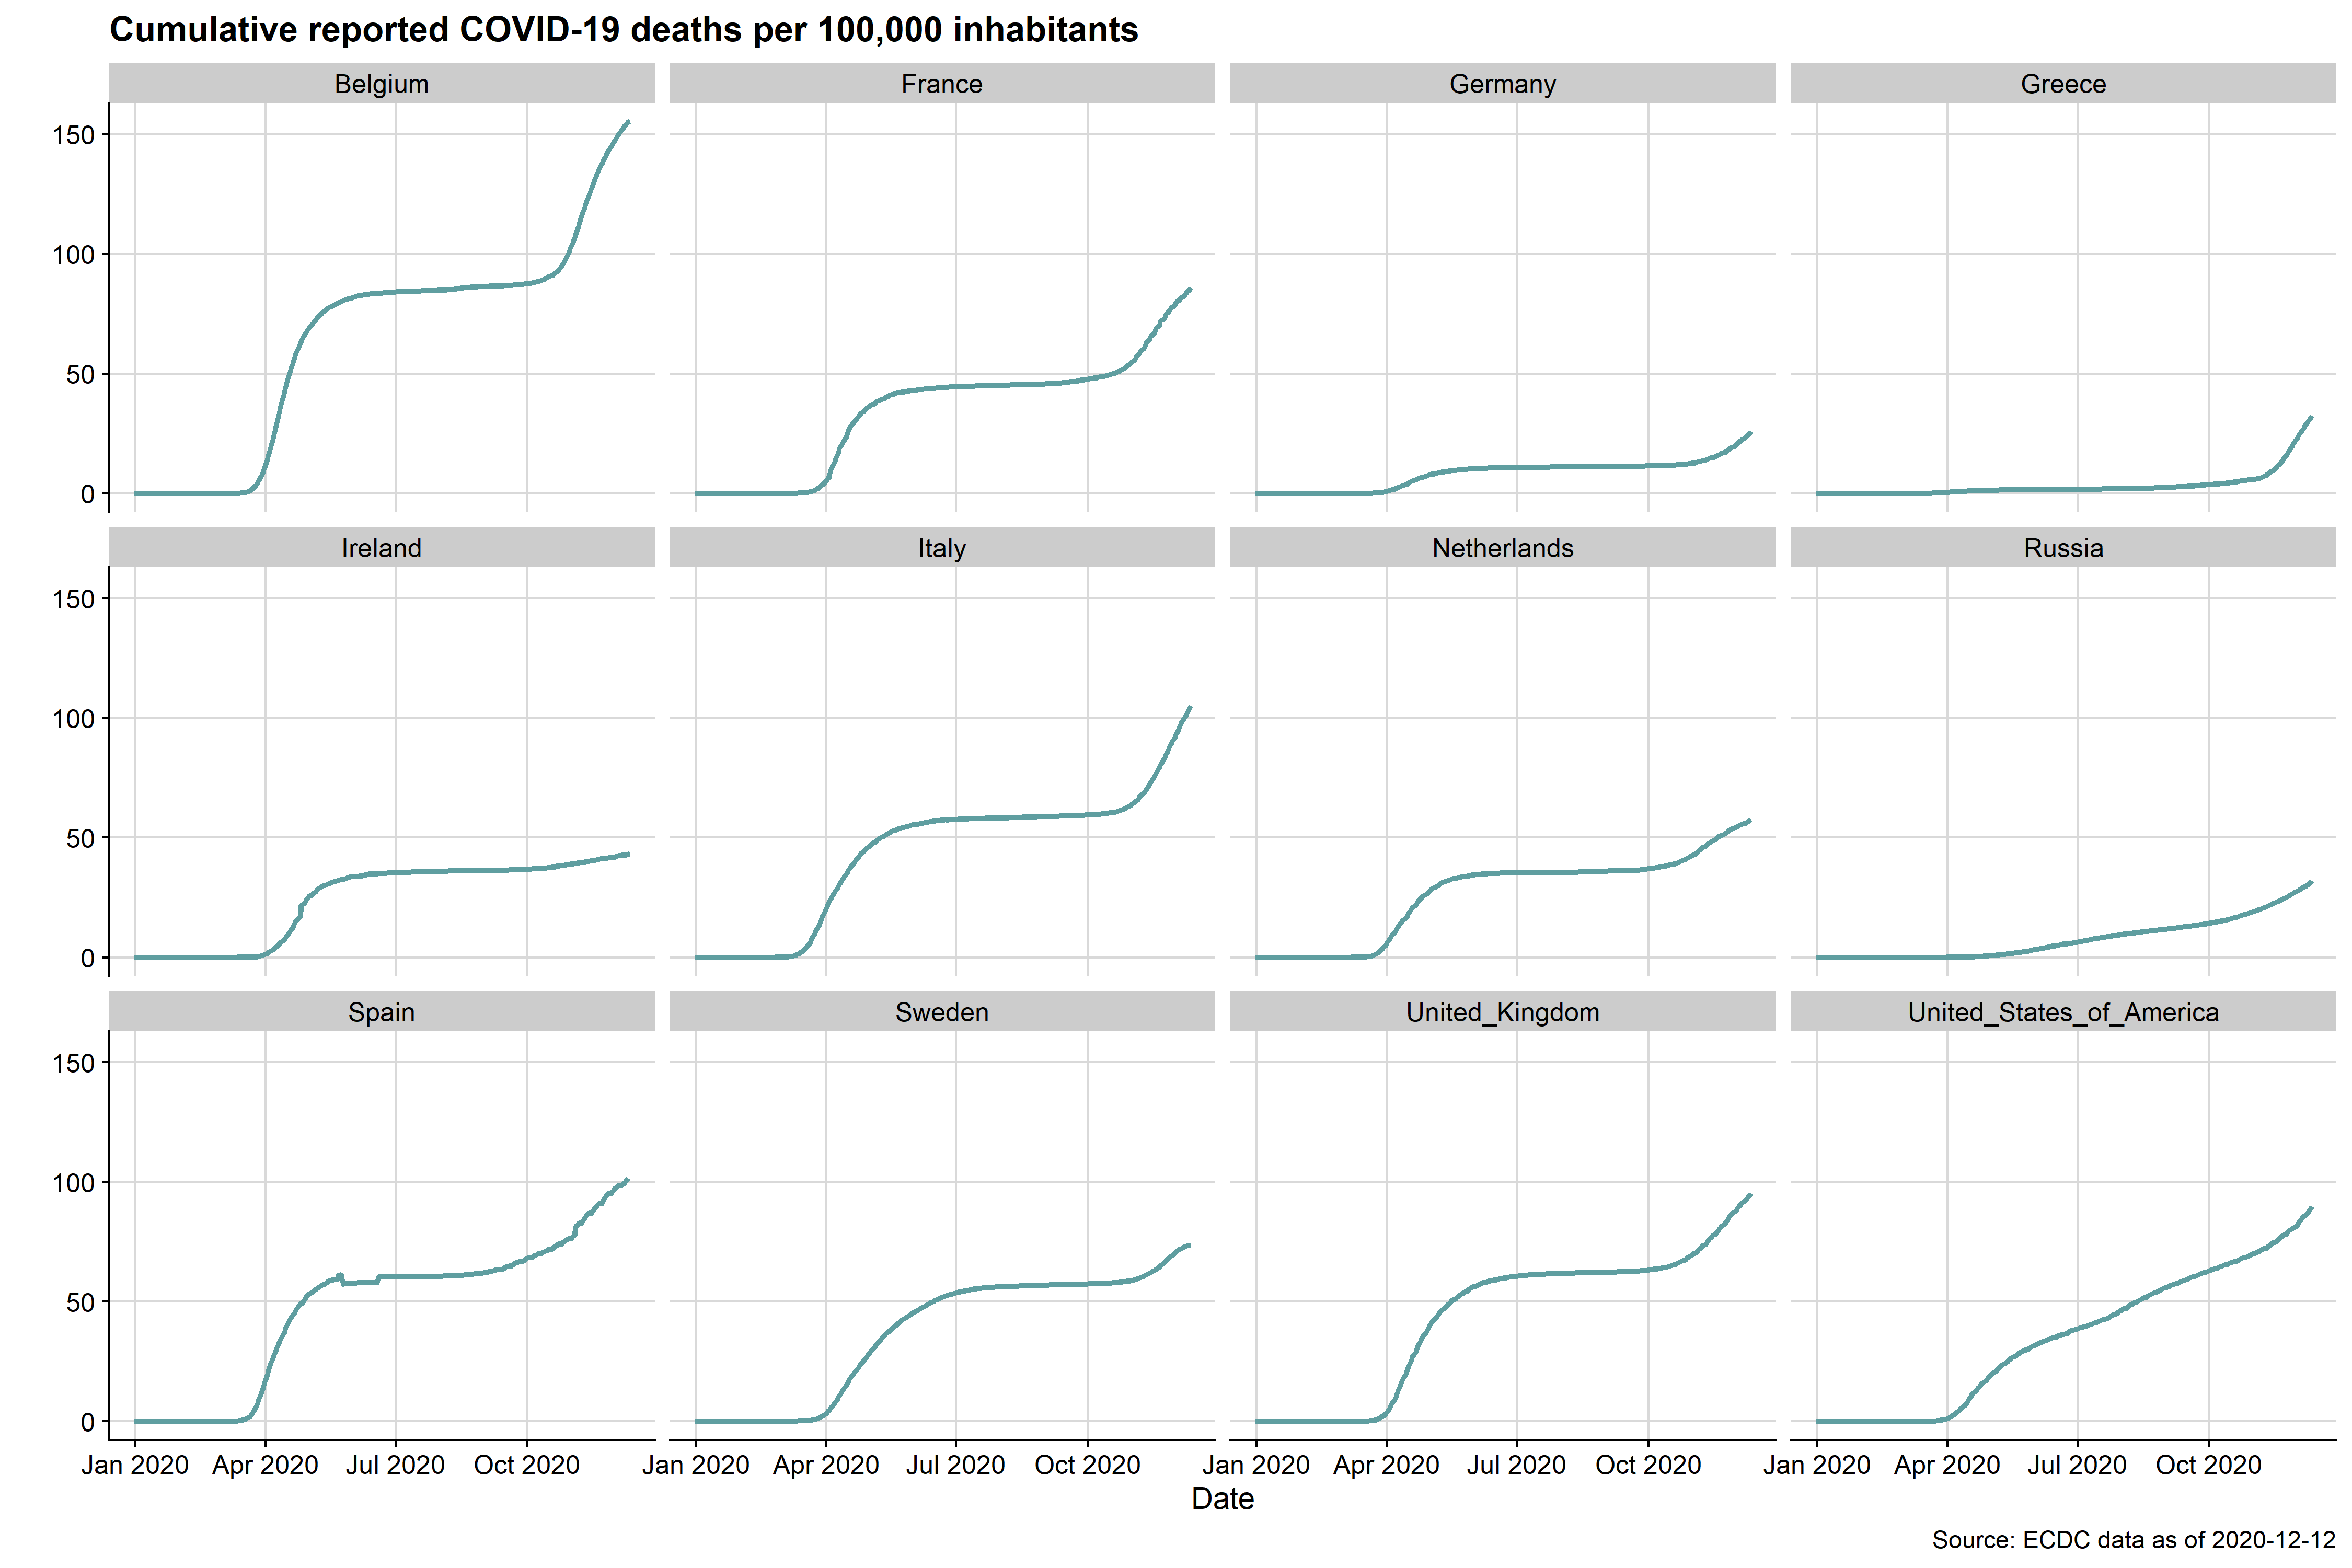 Cumulative reported COVID-19 deaths per 100,000 inhabitants
Belgium France Germany Greece
150
100
50
0
Ireland Italy Netherlands Russia
150
100
50
0
Spain Sweden United_Kingdom United_States_of_America
150
100
50
0
Jan 2020 Apr 2020 Jul 2020 Oct 2020 Jan 2020 Apr 2020 Jul 2020 Oct 2020 Jan 2020 Apr 2020 Jul 2020 Oct 2020 Jan 2020 Apr 2020 Jul 2020 Oct 2020
Date
Source: ECDC data as of 2020-12-12